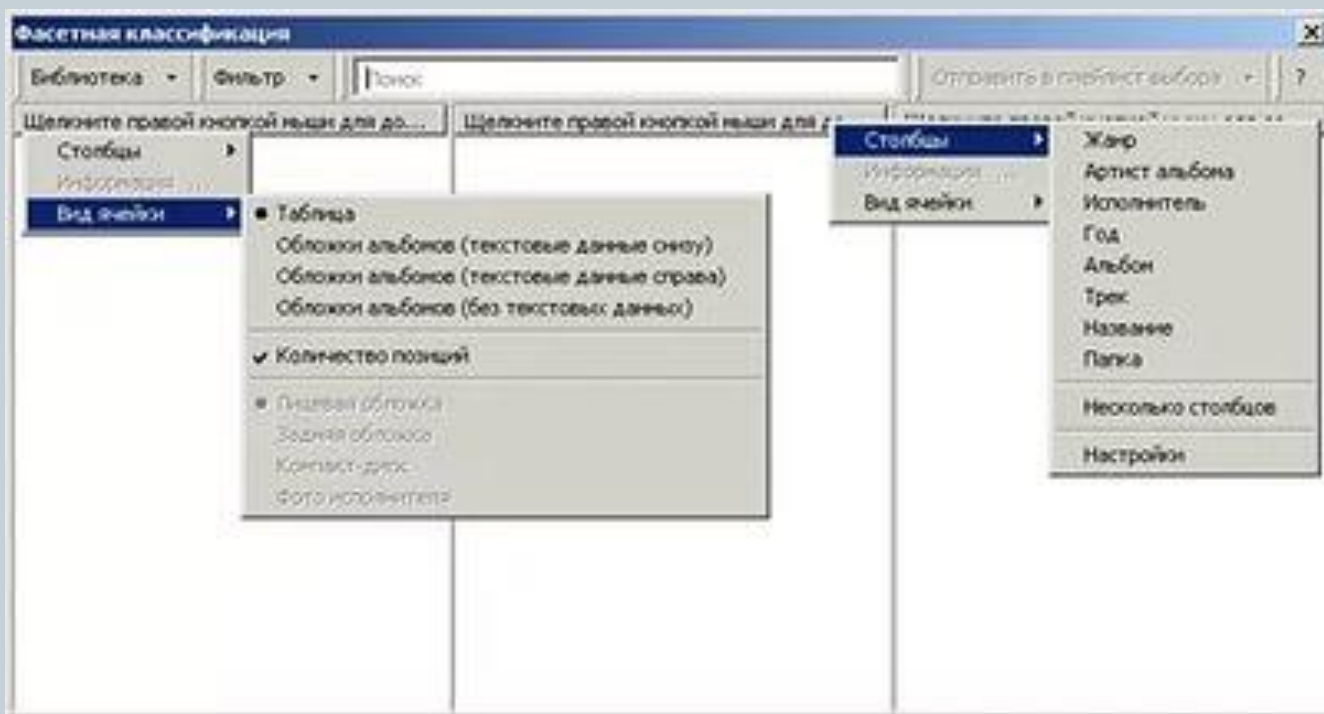 Фасетная классификация
Библиотека Фильтр Поиск Отправить в плейлист выбора ?
Щелкните правой кнопкой мыши для до... Щелкните правой кнопкой мыши для до
Столбцы
Информация ...
Вид ячейки
Таблица
Обложки альбомов (текстовые данные снизу)
Обложки альбомов (текстовые данные справа)
Обложки альбомов (без текстовых данных)
Количество позиций
Лицевая обложка
Задняя обложка
Компакт-диск
Фото исполнителя
Столбцы
Информация ...
Вид ячейки
Жанр
Артист альбома
Исполнитель
Год
Альбом
Трек
Название
Папка
Несколько столбцов
Настройки